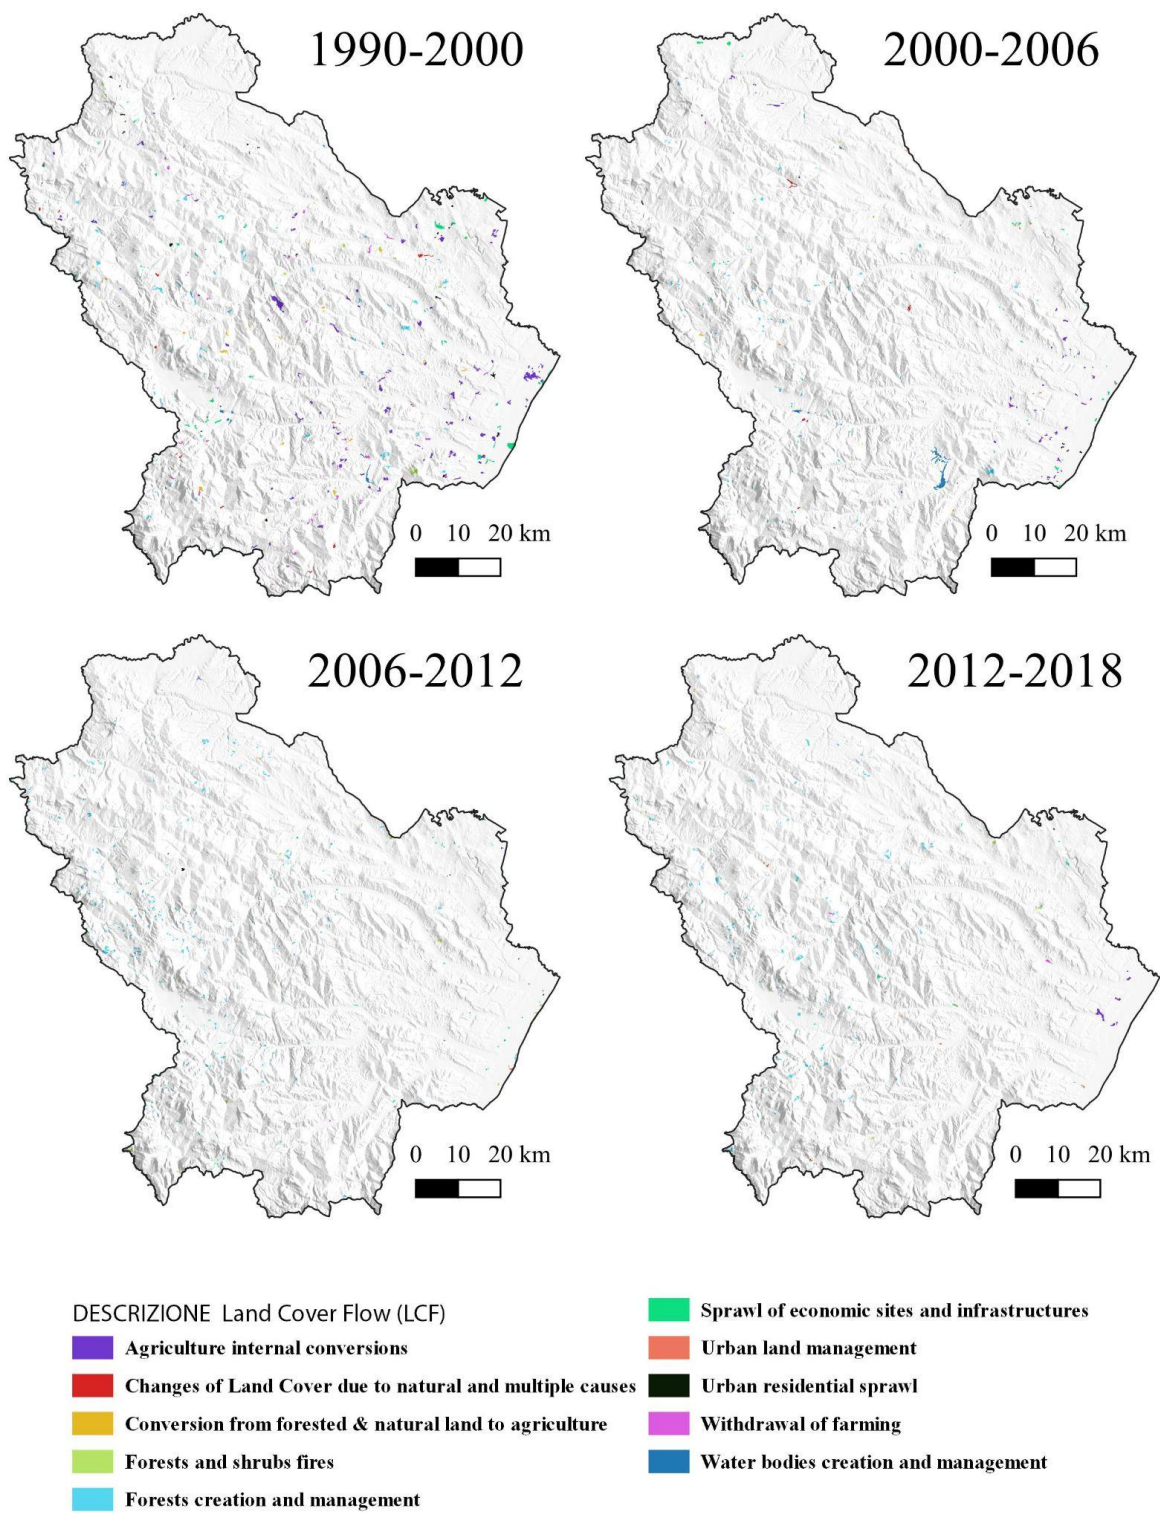 1990-2000
2000-2006
0 10 20 km
0 10 20 km
2006-2012
2012-2018
0 10 20 km
0 10 20 km
DESCRIZIONE Land Cover Flow (LCF)
Agriculture internal conversions
Changes of Land Cover due to natural and multiple causes
Conversion from forested & natural land to agriculture
Forests and shrubs fires
Forests creation and management
Sprawl of economic sites and infrastructures
Urban land management
Urban residential sprawl
Withdrawal of farming
Water bodies creation and management